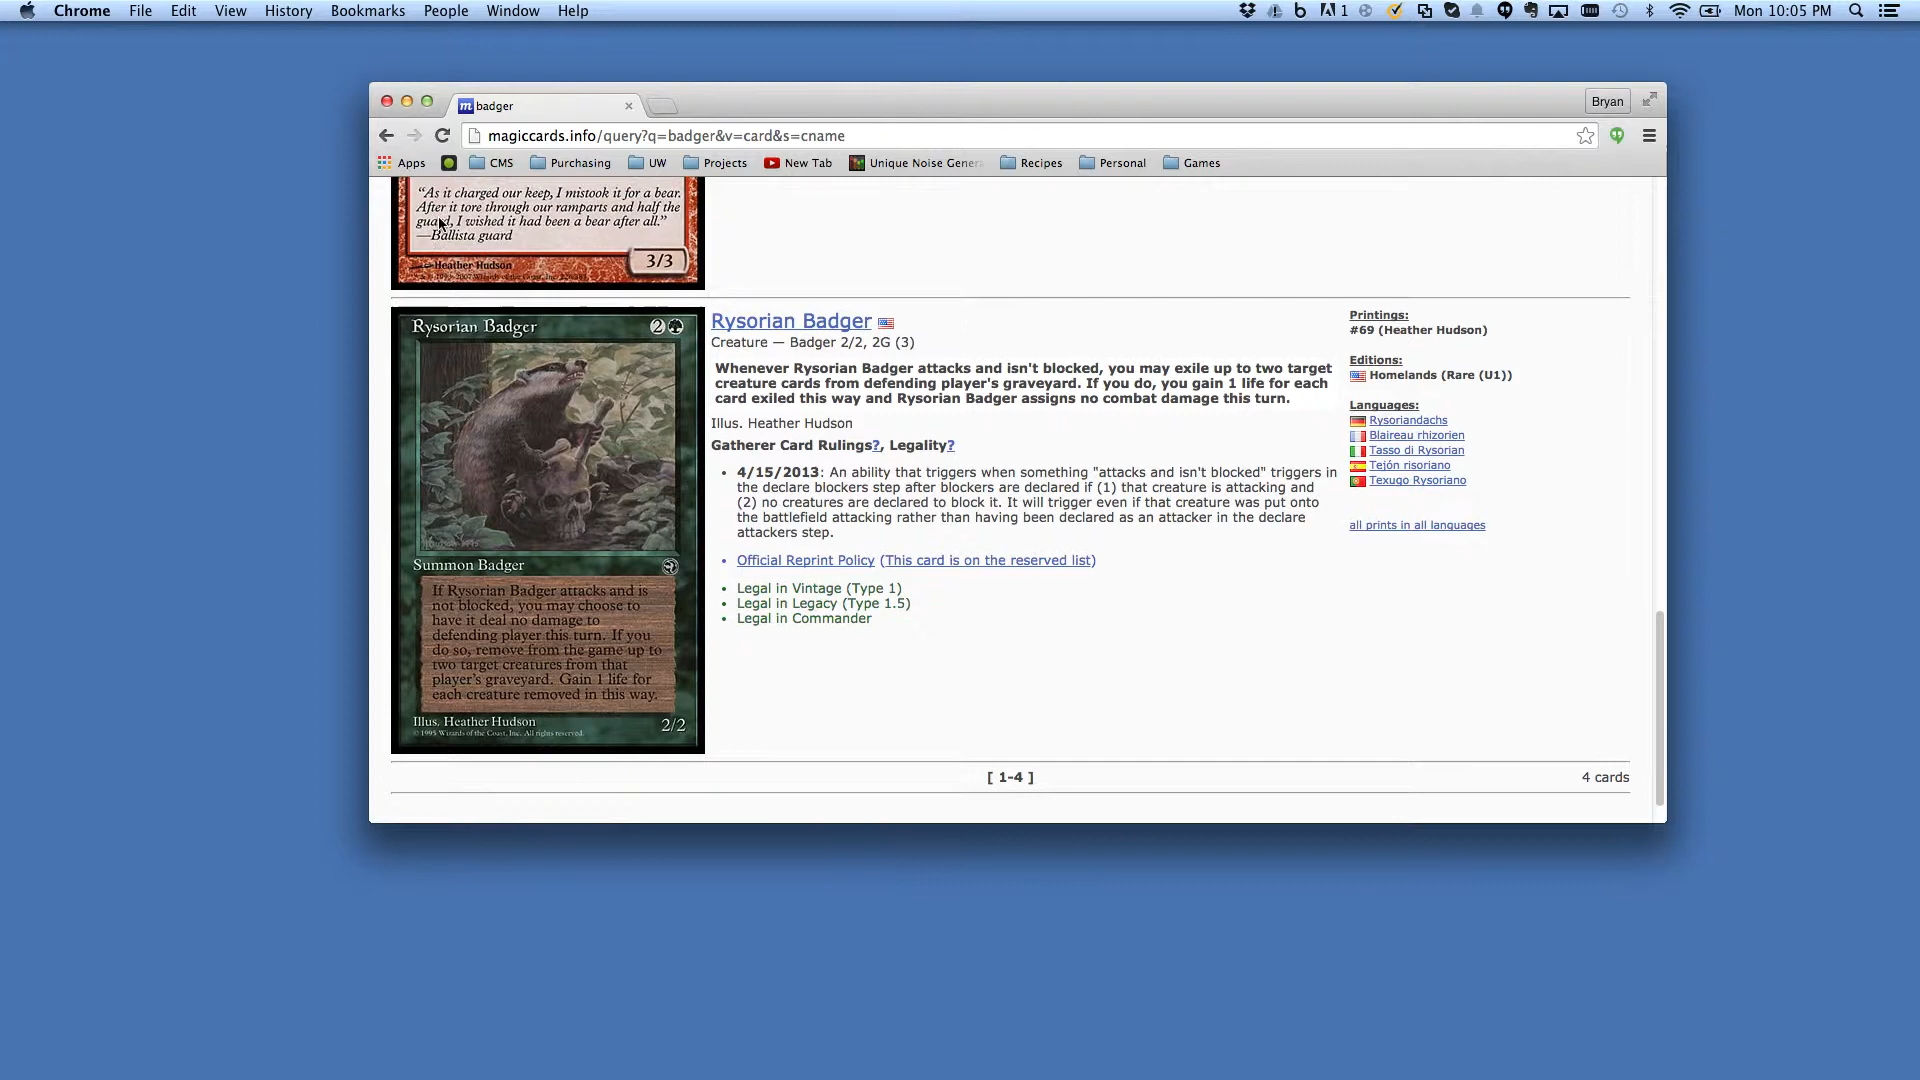 Chrome File Edit View History Bookmarks People Window Help
1 Mon 10:05 PM
badger
Bryan
magiccards.info/query?q=badger&v=card&s=cname
Apps CMS Purchasing UW Projects New Tab Unique Noise Gener Recipes Personal Games
"As it charged our keep, I mistook it for a bear.
After it tore through our ramparts and half the
guard, I wished it had been a bear after all."
—Ballista guard
3/3
Heather Hudson
Rysorian Badger 2
Summon Badger
If Rysorian Badger attacks and is
not blocked, you may choose to
have it deal no damage to
defending player this turn. If you
do so, remove from the game up to
two target creatures from that
player's graveyard. Gain 1 life for
each creature removed in this way.
Illus. Heather Hudson
© 1995 Wizards of the Coast, Inc. All rights reserved.
2/2
Rysorian Badger
Creature — Badger 2/2, 2G (3)
Whenever Rysorian Badger attacks and isn't blocked, you may exile up to two target
creature cards from defending player's graveyard. If you do, you gain 1 life for each
card exiled this way and Rysorian Badger assigns no combat damage this turn.
Illus. Heather Hudson
Gatherer Card Rulings?, Legality?
• 4/15/2013: An ability that triggers when something "attacks and isn't blocked" triggers in
the declare blockers step after blockers are declared if (1) that creature is attacking and
(2) no creatures are declared to block it. It will trigger even if that creature was put onto
the battlefield attacking rather than having been declared as an attacker in the declare
attackers step.
• Official Reprint Policy (This card is on the reserved list)
• Legal in Vintage (Type 1)
• Legal in Legacy (Type 1.5)
• Legal in Commander
Printings:
#69 (Heather Hudson)
Editions:
Homelands (Rare (U1))
Languages:
Rysoriandachs
Blaireau rhizorien
Tasso di Rysorian
Tejón risoriano
Texugo Rysoriano
all prints in all languages
[ 1-4 ]
4 cards